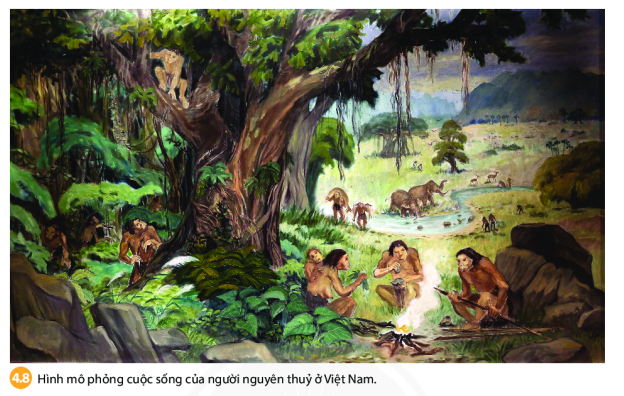 4.8 Hình mô phỏng cuộc sống của người nguyên thuỷ ở Việt Nam.